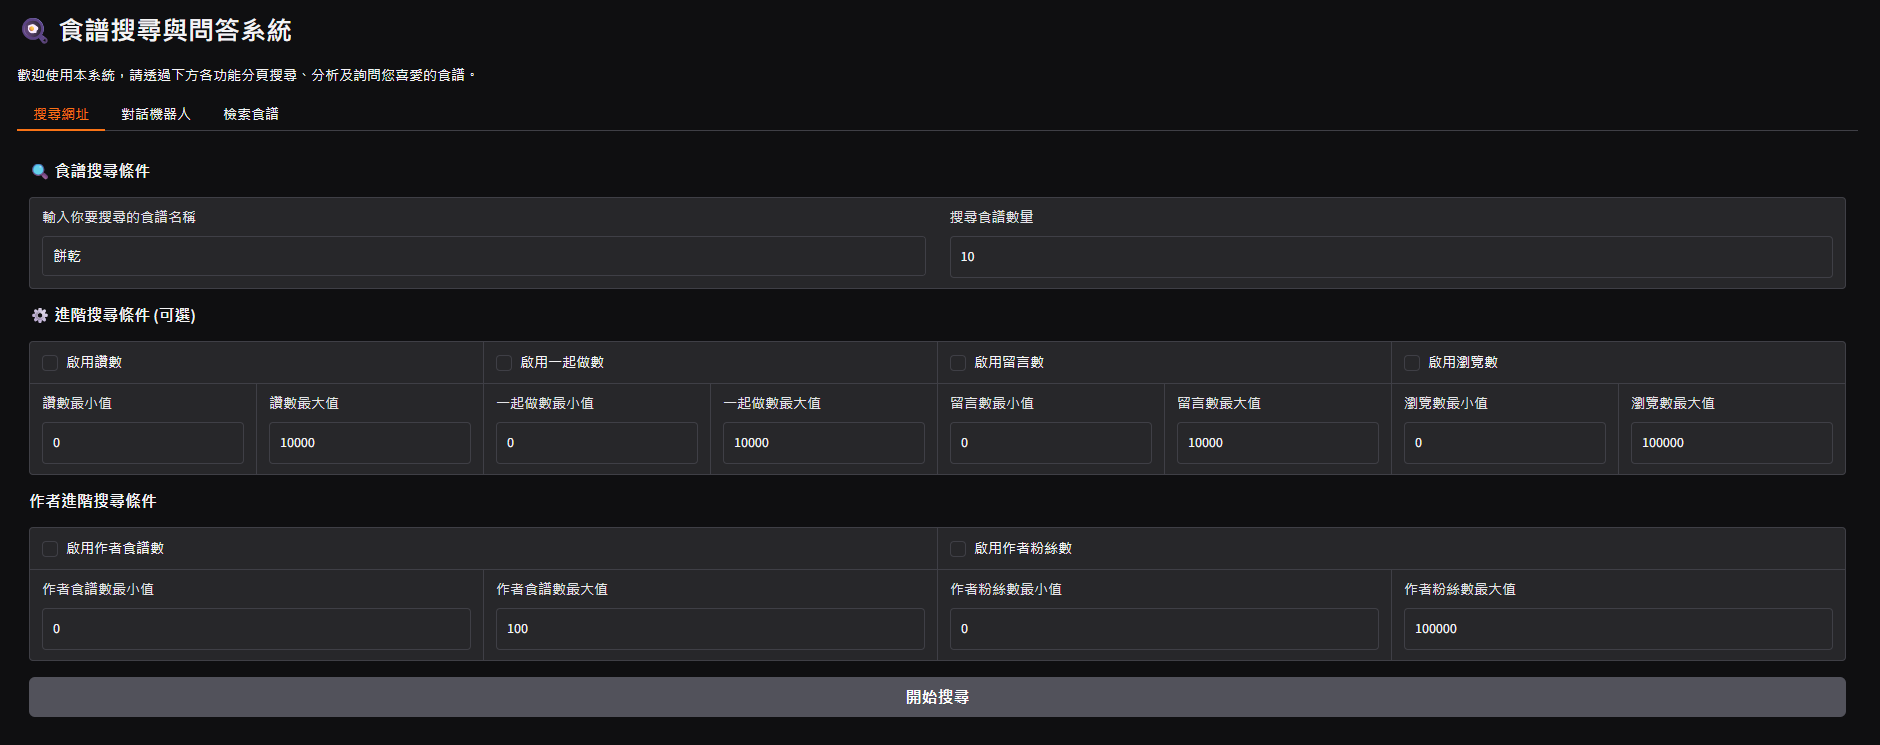 食譜搜尋與問答系統
歡迎使用本系統，請透過下方各功能分頁搜尋、分析及詢問您喜愛的食譜。
搜尋網址 對話機器人 檢索食譜
食譜搜尋條件
輸入你要搜尋的食譜名稱 搜尋食譜數量
餅乾 10
進階搜尋條件 (可選)
啟用讚數 啟用一起做數 啟用留言數 啟用瀏覽數
讚數最小值 讚數最大值 一起做數最小值 一起做數最大值 留言數最小值 留言數最大值 瀏覽數最小值 瀏覽數最大值
0 10000 0 10000 0 10000 0 100000
作者進階搜尋條件
啟用作者食譜數 啟用作者粉絲數
作者食譜數最小值 作者食譜數最大值 作者粉絲數最小值 作者粉絲數最大值
0 100 0 100000
開始搜尋